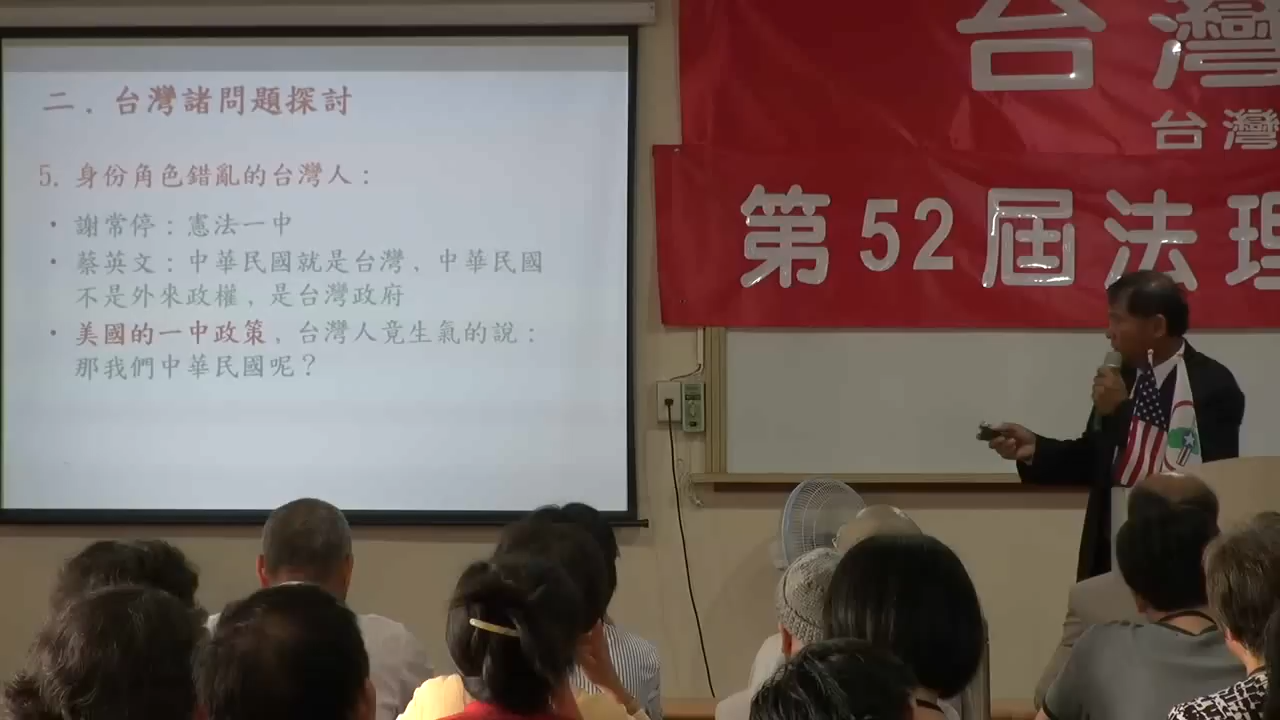 二．台灣諸問題探討
5. 身份角色錯亂的台灣人：
• 謝常停：憲法一中
• 蔡英文：中華民國就是台灣，中華民國
不是外來政權，是台灣政府
• 美國的一中政策，台灣人竟生氣的說：
那我們中華民國呢？
台灣
台灣
第52屆法理